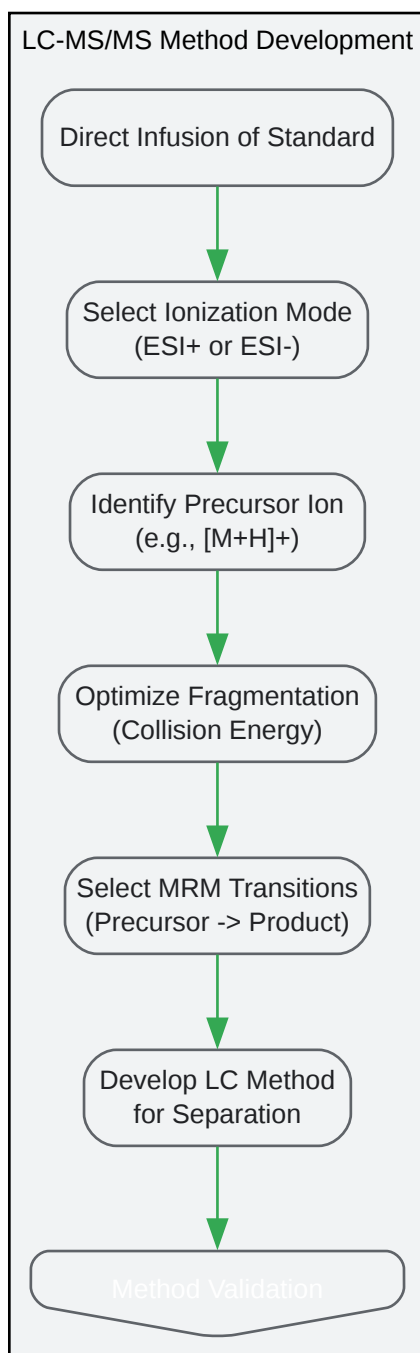 LC-MS/MS Method Development
Direct Infusion of Standard
Select Ionization Mode
(ESI+ or ESI-)
Identify Precursor Ion
(e.g., [M+H]+)
Optimize Fragmentation
(Collision Energy)
Select MRM Transitions
(Precursor -> Product)
Develop LC Method
for Separation
Method Validation